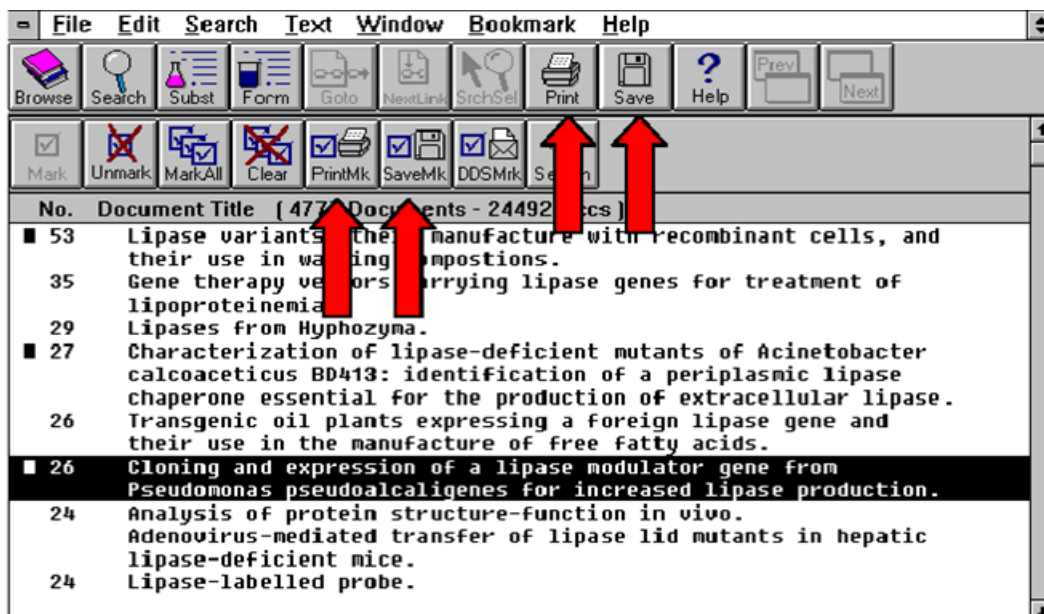 File Edit Search Text Window Bookmark Help
Browse Search Subst Form Goto NextLink SrchSel Print Save Help Prev Next
Mark Unmark MarkAll Clear PrintMk SaveMk DDSMrk
No. Document Title
53 Lipase variants manufacture with recombinant cells, and
their use in
35 Gene therapy lipase genes for treatment of
lipoproteinemia
29 Lipases from Hyphozyma.
27 Characterization of lipase-deficient mutants of Acinetobacter
calcoaceticus BD413: identification of a periplasmic lipase
chaperone essential for the production of extracellular lipase.
26 Transgenic oil plants expressing a foreign lipase gene and
their use in the manufacture of free fatty acids.
26 Cloning and expression of a lipase modulator gene from
Pseudomonas pseudoalcaligenes for increased lipase production.
24 Analysis of protein structure-function in vivo.
Adenovirus-mediated transfer of lipase lid mutants in hepatic
lipase-deficient mice.
24 Lipase-labelled probe.